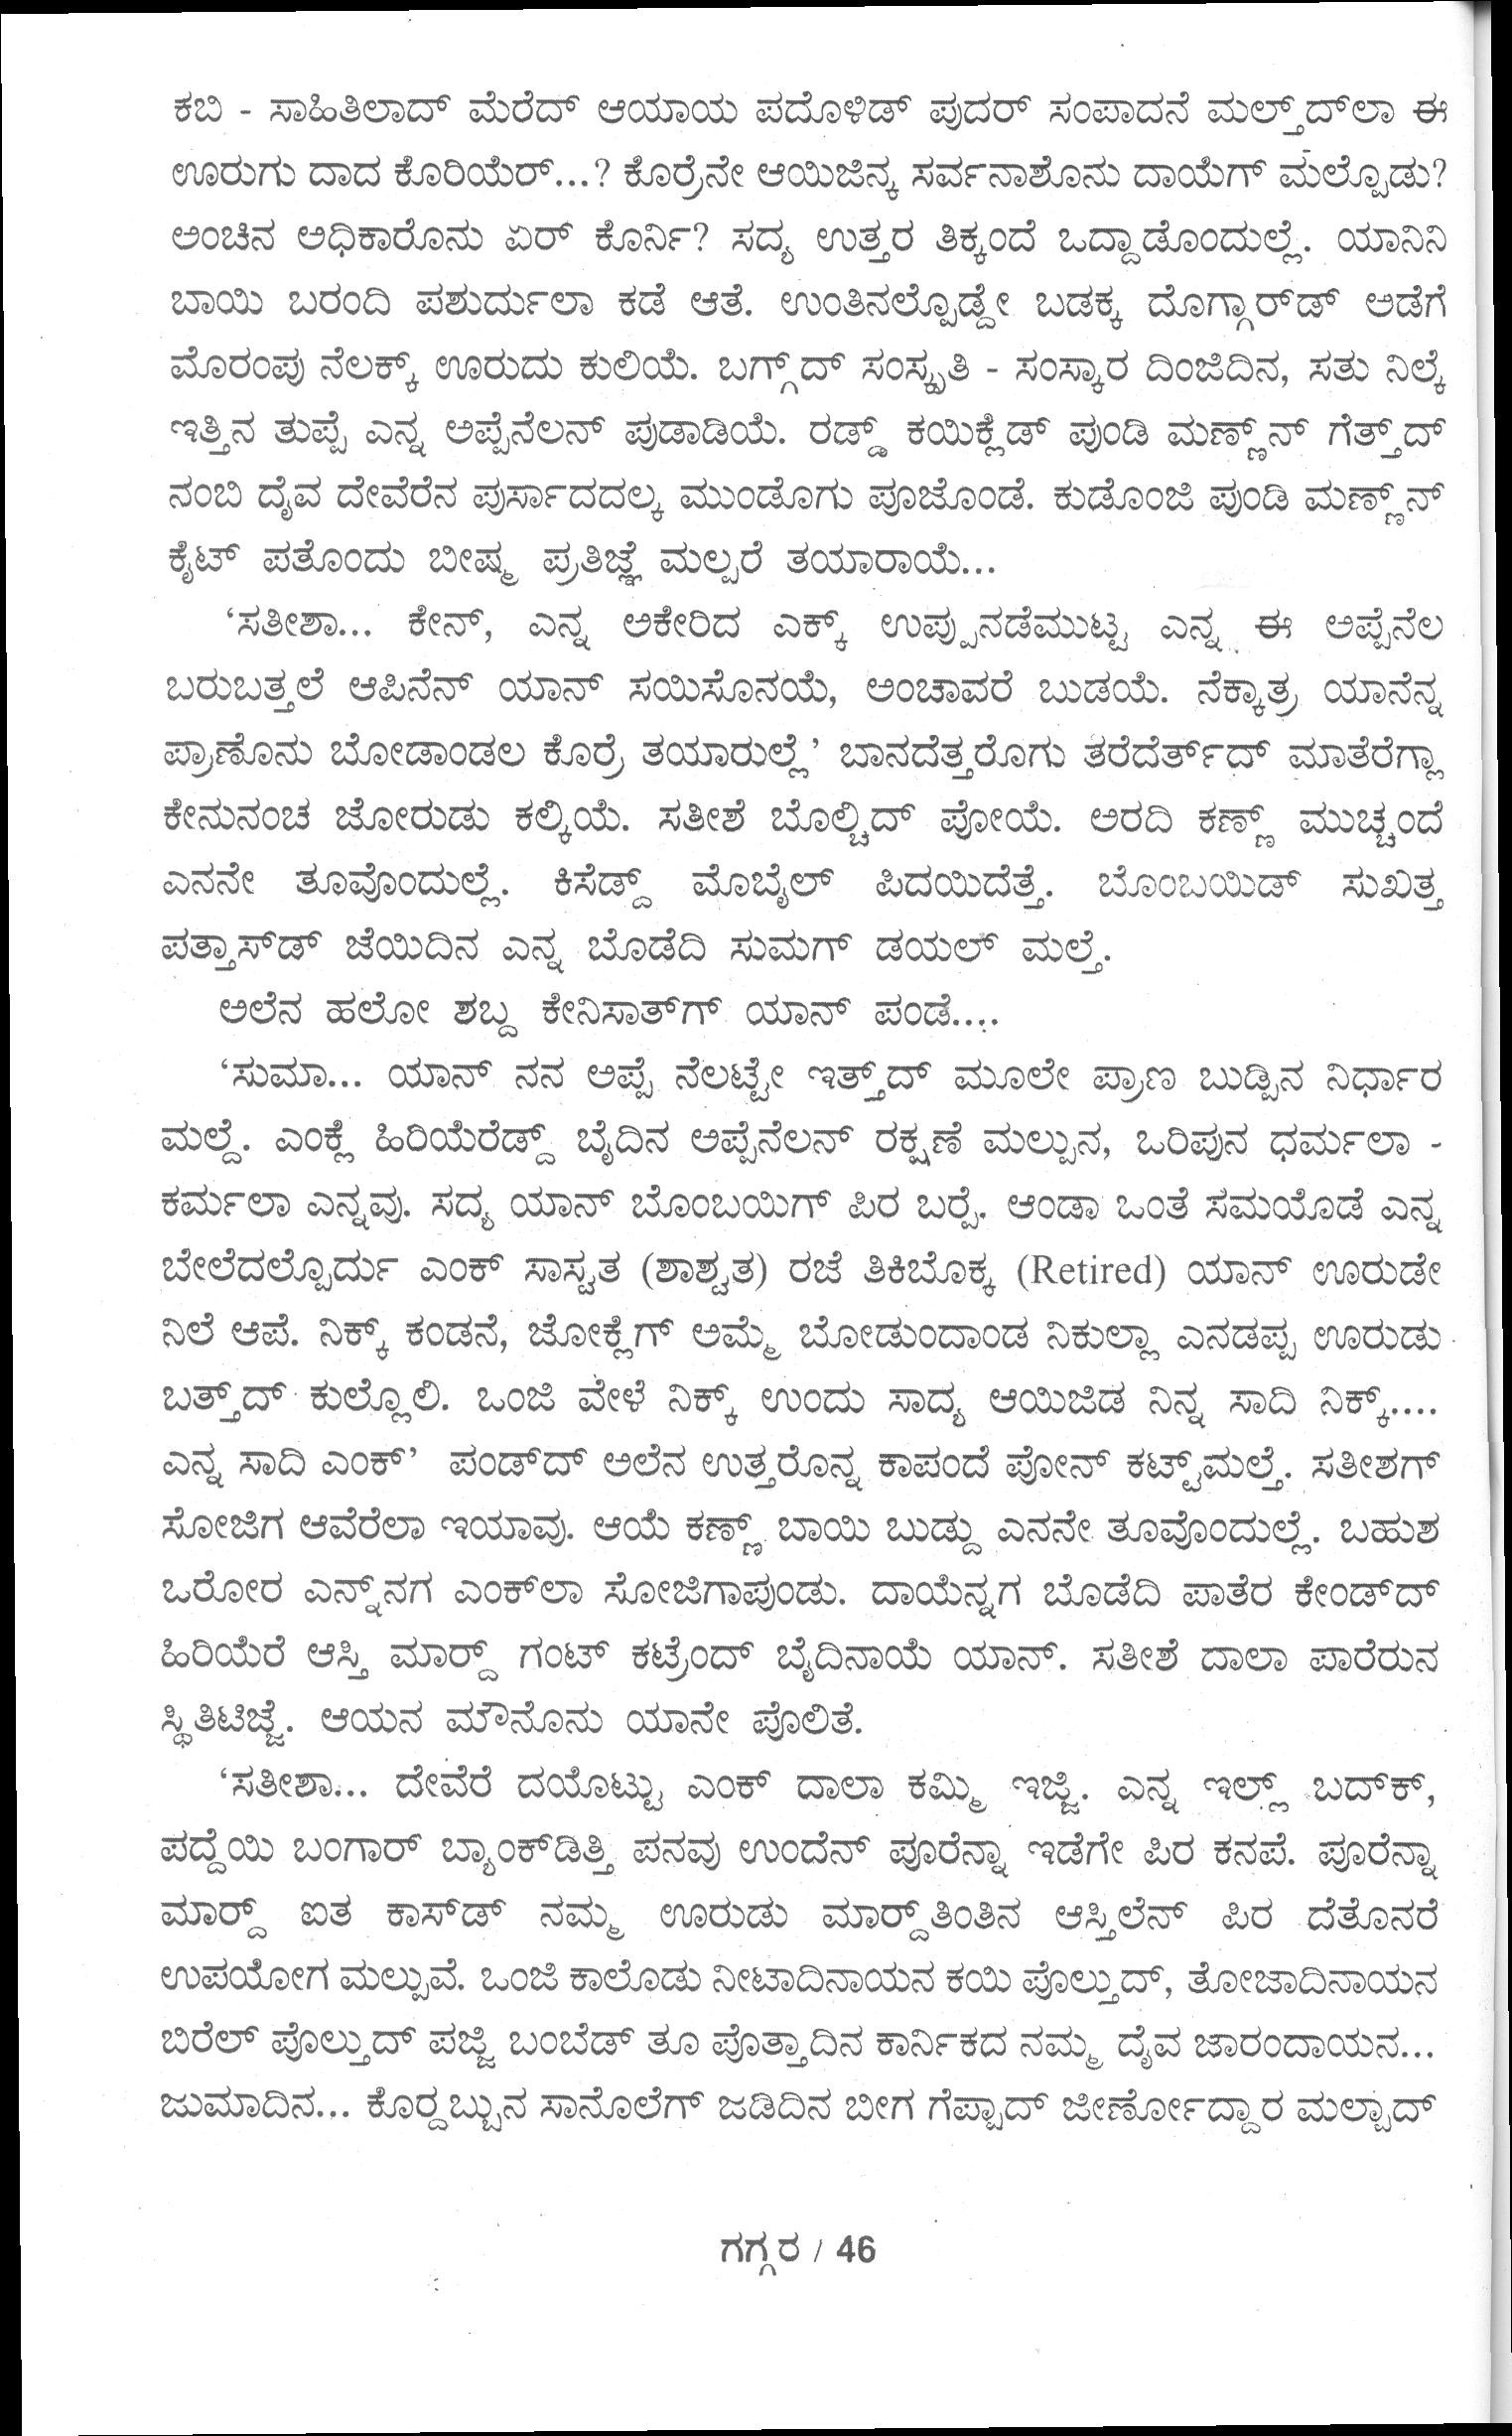 ಕಬಿ - ಸಾಹಿತಿಲಾದ್ ಮೆರೆದ್ ಆಯಾಯ ಪದೊಳಿಡ್ ಪುದರ್ ಸಂಪಾದನೆ ಮಲ್ತ್‌ದ್‌ಲಾ ಈ
ಊರುಗು ದಾದ ಕೊರಿಯೆರ್...? ಕೊರ್ರೆನೇ ಆಯಿಜಿನ್ಕ ಸರ್ವನಾಶೊನು ದಾಯೆಗ್ ಮಲ್ಪೊಡು?
ಅಂಚಿನ ಅಧಿಕಾರೊನು ಏರ್ ಕೊರ್ನಿ? ಸದ್ಯ ಉತ್ತರ ತಿಕ್ಕಂದೆ ಒದ್ದಾಡೊಂದುಲ್ಲೆ. ಯಾನಿನಿ
ಬಾಯಿ ಬರಂದಿ ಪಶುರ್ದುಲಾ ಕಡೆ ಆತೆ. ಉಂತಿನಲ್ಪೊಡ್ದೇ ಬಡಕ್ಕ ದೊಗ್ಗಾರ್‌ಡ್ ಅಡೆಗೆ
ಮೊರಂಪು ನೆಲಕ್ಕ್ ಊರುದು ಕುಲಿಯೆ. ಬಗ್ಗ್‌ದ್ ಸಂಸ್ಕೃತಿ - ಸಂಸ್ಕಾರ ದಿಂಜಿದಿನ, ಸತು ನಿಲ್ಕೆ
ಇತ್ತಿನ ತುಪ್ಪೆ ಎನ್ನ ಅಪ್ಪೆನೆಲನ್ ಪುಡಾಡಿಯೆ. ರಡ್ಡ್ ಕಯಿಕ್ಲೆಡ್ ಪುಂಡಿ ಮಣ್ಣ್‌ನ್ ಗೆತ್ತ್‌ದ್
ನಂಬಿ ದೈವ ದೇವೆರೆನ ಪುರ್ಸಾದದಲ್ಕ ಮುಂಡೊಗು ಪೂಜೊಂಡೆ. ಕುಡೊಂಜಿ ಪುಂಡಿ ಮಣ್ಣ್‌ನ್
ಕೈಟ್ ಪತೊಂದು ಬೀಷ್ಮ ಪ್ರತಿಜ್ಞೆ ಮಲ್ಪರೆ ತಯಾರಾಯೆ...
‘ಸತೀಶಾ... ಕೇನ್, ಎನ್ನ ಅಕೇರಿದ ಎಕ್ಕ್ ಉಪ್ಪುನಡೆಮುಟ್ಟ ಎನ್ನ ಈ ಅಪ್ಪೆನೆಲ
ಬರುಬತ್ತಲೆ ಆಪಿನೆನ್ ಯಾನ್ ಸಯಿಸೊನಯೆ, ಅಂಚಾವರೆ ಬುಡಯೆ. ನೆಕ್ಕಾತ್ರ ಯಾನೆನ್ನ
ಪ್ರಾಣೊನು ಬೋಡಾಂಡಲ ಕೊರ್ರೆ ತಯಾರುಲ್ಲೆ’ ಬಾನದೆತ್ತರೊಗು ತರೆದೆರ್ತ್‌ದ್ ಮಾತೆರೆಗ್ಲಾ
ಕೇನುನಂಚ ಜೋರುಡು ಕಲ್ಕಿಯೆ. ಸತೀಶೆ ಬೊಲ್ಚಿದ್ ಪೋಯೆ. ಅರದಿ ಕಣ್ಣ್ ಮುಚ್ಚಂದೆ
ಎನನೇ ತೂವೊಂದುಲ್ಲೆ. ಕಿಸೆಡ್ದ್ ಮೊಬೈಲ್ ಪಿದಯಿದೆತ್ತೆ. ಬೊಂಬಯಿಡ್ ಸುಖತ್ತ
ಪತ್ತಾಸ್‌ಡ್ ಜೆಯಿದಿನ ಎನ್ನ ಬೊಡೆದಿ ಸುಮಗ್ ಡಯಲ್ ಮಲ್ತೆ.
ಅಲೆನ ಹಲೋ ಶಬ್ದ ಕೇನಿಸಾತ್‌ಗ್ ಯಾನ್ ಪಂಡೆ....
‘ಸುಮಾ... ಯಾನ್ ನನ ಅಪ್ಪೆ ನೆಲಟ್ಟೇ ಇತ್ತ್‌ದ್ ಮೂಲೇ ಪ್ರಾಣ ಬುಡ್ಪಿನ ನಿರ್ಧಾರ
ಮಲ್ದೆ. ಎಂಕ್ಲೆ ಹಿರಿಯೆರೆಡ್ದ್ ಬೈದಿನ ಅಪ್ಪೆನೆಲನ್ ರಕ್ಷಣೆ ಮಲ್ಪುನ, ಒರಿಪುನ ಧರ್ಮಲಾ -
ಕರ್ಮಲಾ ಎನ್ನವು. ಸದ್ಯ ಯಾನ್ ಬೊಂಬಯಿಗ್ ಪಿರ ಬರ್‍ಪೆ. ಆಂಡಾ ಒಂತೆ ಸಮಯೊಡೆ ಎನ್ನ
ಬೇಲೆದಲ್ಪೊರ್ದು ಎಂಕ್ ಸಾಸ್ವತ (ಶಾಶ್ವತ) ರಜೆ ತಿಕಿಬೊಕ್ಕ (Retired) ಯಾನ್ ಊರುಡೇ
ನಿಲೆ ಆಪೆ. ನಿಕ್ಕ್ ಕಂಡನೆ, ಜೋಕ್ಲೆಗ್ ಅಮ್ಮೆ ಬೋಡುಂದಾಂಡ ನಿಕುಲ್ಲಾ ಎನಡಪ್ಪ ಊರುಡು
ಬತ್ತ್‌ದ್ ಕುಲ್ಲೊಲಿ. ಒಂಜಿ ವೇಳೆ ನಿಕ್ಕ್ ಉಂದು ಸಾದ್ಯ ಆಯಿಜಿಡ ನಿನ್ನ ಸಾದಿ ನಿಕ್ಕ್....
ಎನ್ನ ಸಾದಿ ಎಂಕ್’ ಪಂಡ್‌ದ್ ಅಲೆನ ಉತ್ತರೊನ್ನ ಕಾಪಂದೆ ಪೋನ್ ಕಟ್ಟ್‌ಮಲ್ತೆ. ಸತೀಶಗ್
ಸೋಜಿಗ ಆವೆರೆಲಾ ಇಯಾವು. ಆಯೆ ಕಣ್ಣ್ ಬಾಯಿ ಬುಡ್ದು ಎನನೇ ತೂವೊಂದುಲ್ಲೆ. ಬಹುಶ
ಒರೋರ ಎನ್ನ್‌ನಗ ಎಂಕ್‌ಲಾ ಸೋಜಿಗಾಪುಂಡು. ದಾಯೆನ್ನಗ ಬೊಡೆದಿ ಪಾತೆರ ಕೇಂಡ್‌ದ್
ಹಿರಿಯೆರೆ ಆಸ್ತಿ ಮಾರ್‍ದ್ದ್ ಗಂಟ್ ಕಟ್ರೆಂದ್ ಬೈದಿನಾಯೆ ಯಾನ್. ಸತೀಶೆ ದಾಲಾ ಪಾರೆರುನ
ಸ್ಥಿತಿಟಿಜ್ಜೆ. ಆಯನ ಮೌನೊನು ಯಾನೇ ಪೊಲಿತೆ.
‘ಸತೀಶಾ... ದೇವೆರೆ ದಯೊಟ್ಟು ಎಂಕ್ ದಾಲಾ ಕಮ್ಮಿ ಇಜ್ಜಿ. ಎನ್ನ ಇಲ್ಲ್ ಬದ್‌ಕ್,
ಪದ್ದೆಯಿ ಬಂಗಾರ್ ಬ್ಯಾಂಕ್‌ಡಿತ್ತಿ ಪನವು ಉಂದೆನ್ ಪೂರೆನ್ನಾ ಇಡೆಗೇ ಪಿರ ಕನಪೆ. ಪೂರೆನ್ನಾ
ಮಾರ್‍ದ್ದ್ ಐತ ಕಾಸ್‌ಡ್ ನಮ್ಮ ಊರುಡು ಮಾರ್‍ದ್ದ್‌ತಿಂತಿನ ಆಸ್ತಿಲೆನ್ ಪಿರ ದೆತೊನರೆ
ಉಪಯೋಗ ಮಲ್ಪುವೆ. ಒಂಜಿ ಕಾಲೊಡು ನೀಟಾದಿನಾಯನ ಕಯಿ ಪೊಲ್ತುದ್, ತೋಜಾದಿನಾಯನ
ಬಿರೆಲ್ ಪೊಲ್ತುದ್ ಪಜ್ಜಿ ಬಂಬೆಡ್ ತೂ ಪೊತ್ತಾದಿನ ಕಾರ್ನಿಕದ ನಮ್ಮ ದೈವ ಜಾರಂದಾಯನ...
ಜುಮಾದಿನ... ಕೊರ್‍ದಬ್ಬುನ ಸಾನೊಲೆಗ್ ಜಡಿದಿನ ಬೀಗ ಗೆಪ್ಪಾದ್ ಜೀರ್ಣೋದ್ದಾರ ಮಲ್ಪಾದ್
ಗಗ್ಗರ / 46